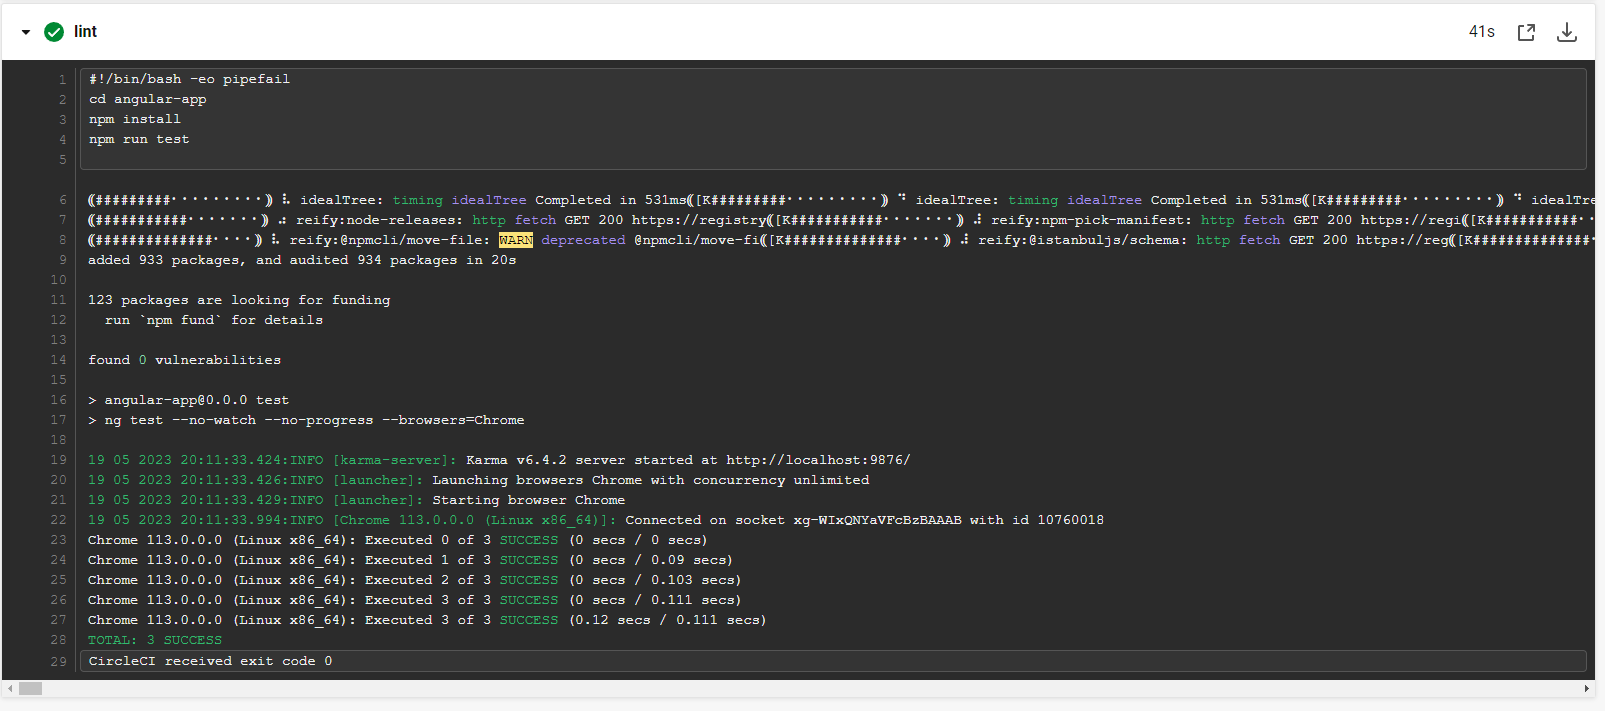 lint
41s
1 #!/bin/bash -eo pipefail
2 cd angular-app
3 npm install
4 npm run test
5
6 ⸨#########⠂⠂⠂⠂⠂⠂⠂⠂⠂⸩ ⠧ idealTree: timing idealTree Completed in 531ms⸨[K#########⠂⠂⠂⠂⠂⠂⠂⠂⠂⸩ ⠙ idealTree: timing idealTree Completed in 531ms⸨[K#########⠂⠂⠂⠂⠂⠂⠂⠂⠂⸩ ⠙ idealTre
7 ⸨###########⠂⠂⠂⠂⠂⠂⠂⸩ ⠴ reify:node-releases: http fetch GET 200 https://registry⸨[K###########⠂⠂⠂⠂⠂⠂⠂⸩ ⠼ reify:npm-pick-manifest: http fetch GET 200 https://regi⸨[K###########⠂⠂
8 ⸨##############⠂⠂⠂⠂⸩ ⠧ reify:@npmcli/move-file: WARN deprecated @npmcli/move-fi⸨[K##############⠂⠂⠂⠂⸩ ⠼ reify:@istanbuljs/schema: http fetch GET 200 https://reg⸨[K##############⠂
9 added 933 packages, and audited 934 packages in 20s
10
11 123 packages are looking for funding
12 run `npm fund` for details
13
14 found 0 vulnerabilities
15
16 > angular-app@0.0.0 test
17 > ng test --no-watch --no-progress --browsers=Chrome
18
19 19 05 2023 20:11:33.424:INFO [karma-server]: Karma v6.4.2 server started at http://localhost:9876/
20 19 05 2023 20:11:33.426:INFO [launcher]: Launching browsers Chrome with concurrency unlimited
21 19 05 2023 20:11:33.429:INFO [launcher]: Starting browser Chrome
22 19 05 2023 20:11:33.994:INFO [Chrome 113.0.0.0 (Linux x86_64)]: Connected on socket xg-WIxQNYaVFcBzBAAAB with id 10760018
23 Chrome 113.0.0.0 (Linux x86_64): Executed 0 of 3 SUCCESS (0 secs / 0 secs)
24 Chrome 113.0.0.0 (Linux x86_64): Executed 1 of 3 SUCCESS (0 secs / 0.09 secs)
25 Chrome 113.0.0.0 (Linux x86_64): Executed 2 of 3 SUCCESS (0 secs / 0.103 secs)
26 Chrome 113.0.0.0 (Linux x86_64): Executed 3 of 3 SUCCESS (0 secs / 0.111 secs)
27 Chrome 113.0.0.0 (Linux x86_64): Executed 3 of 3 SUCCESS (0.12 secs / 0.111 secs)
28 TOTAL: 3 SUCCESS
29 CircleCI received exit code 0